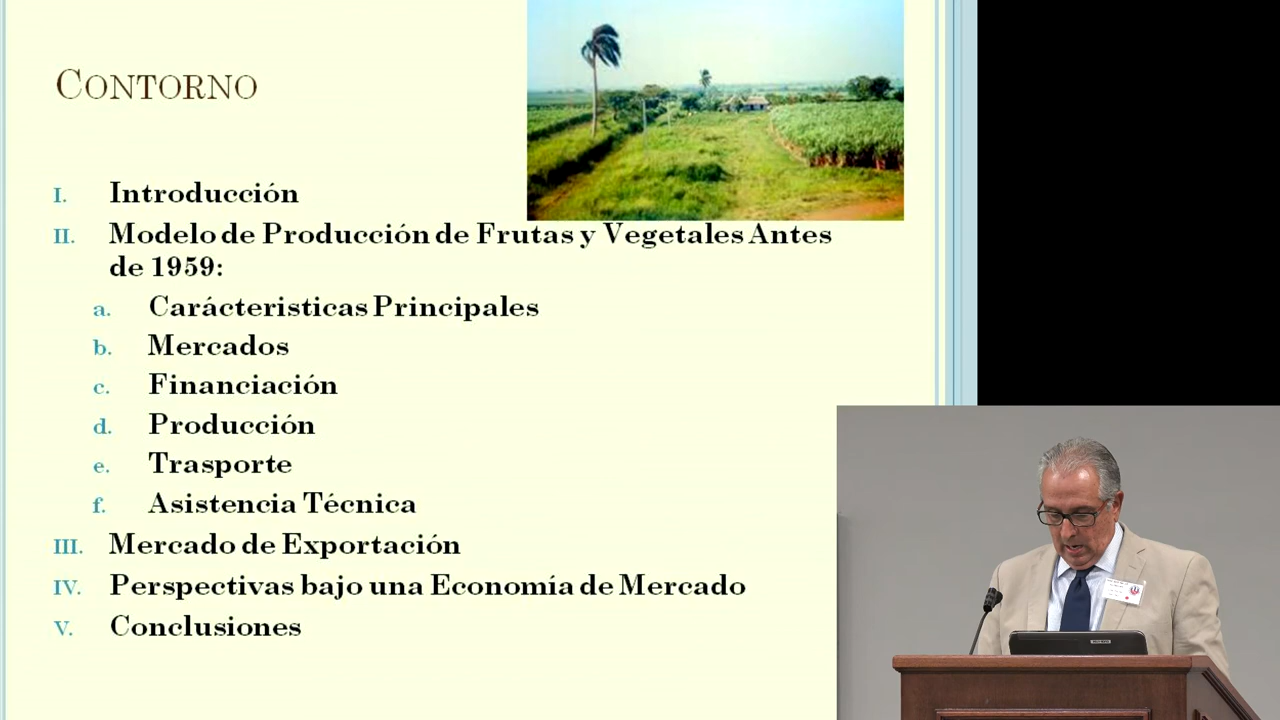 CONTORNO
I. Introducción
II. Modelo de Producción de Frutas y Vegetales Antes
de 1959:
a. Carácteristicas Principales
b. Mercados
c. Financiación
d. Producción
e. Trasporte
f. Asistencia Técnica
III. Mercado de Exportación
IV. Perspectivas bajo una Economía de Mercado
V. Conclusiones